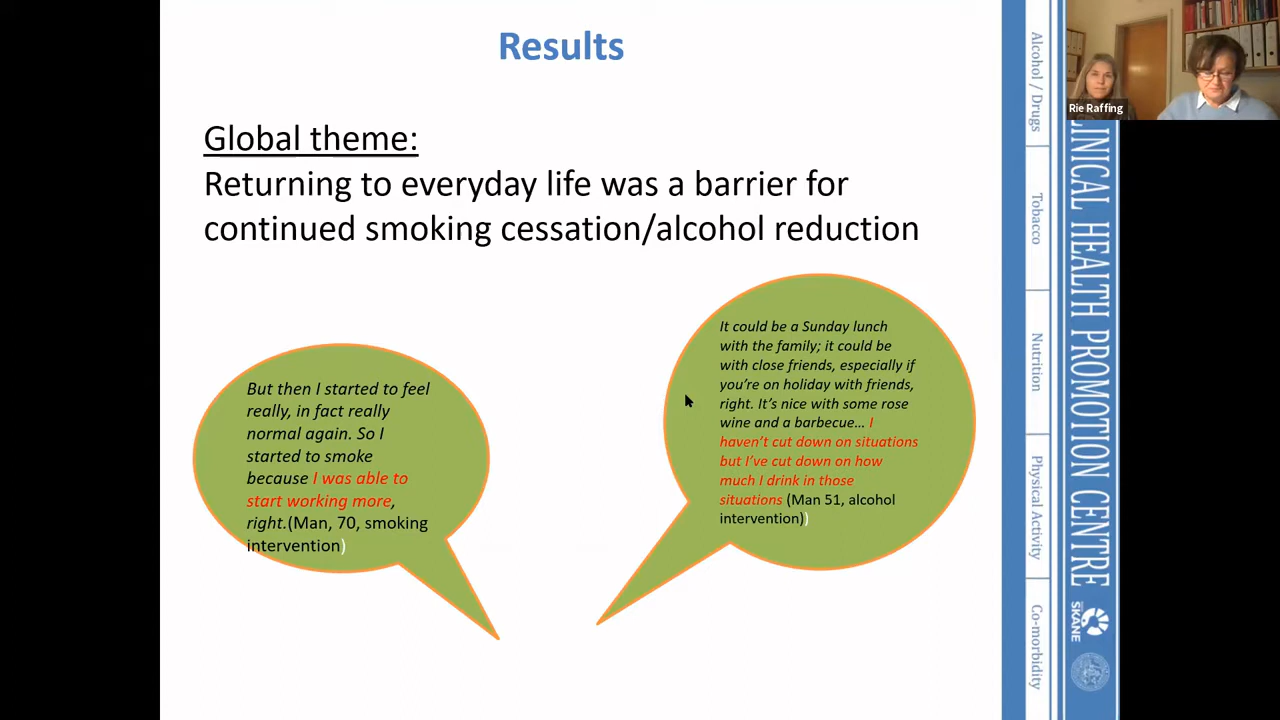 Results
Global theme:
Returning to everyday life was a barrier for
continued smoking cessation/alcohol reduction
But then I started to feel
really, in fact really
normal again. So I
started to smoke
because I was able to
start working more,
right.(Man, 70, smoking
intervention)
It could be a Sunday lunch
with the family; it could be
with close friends, especially if
you're on holiday with friends,
right. It's nice with some rose
wine and a barbecue... I
haven't cut down on situations
but I've cut down on how
much I drink in those
situations (Man 51, alcohol
intervention))
Alcohol / Drugs
Tobacco
Nutrition
Physical Activity
Co-morbidity
LINICAL HEALTH PROMOTION CENTRE
SKÅNE
Rie Raffing